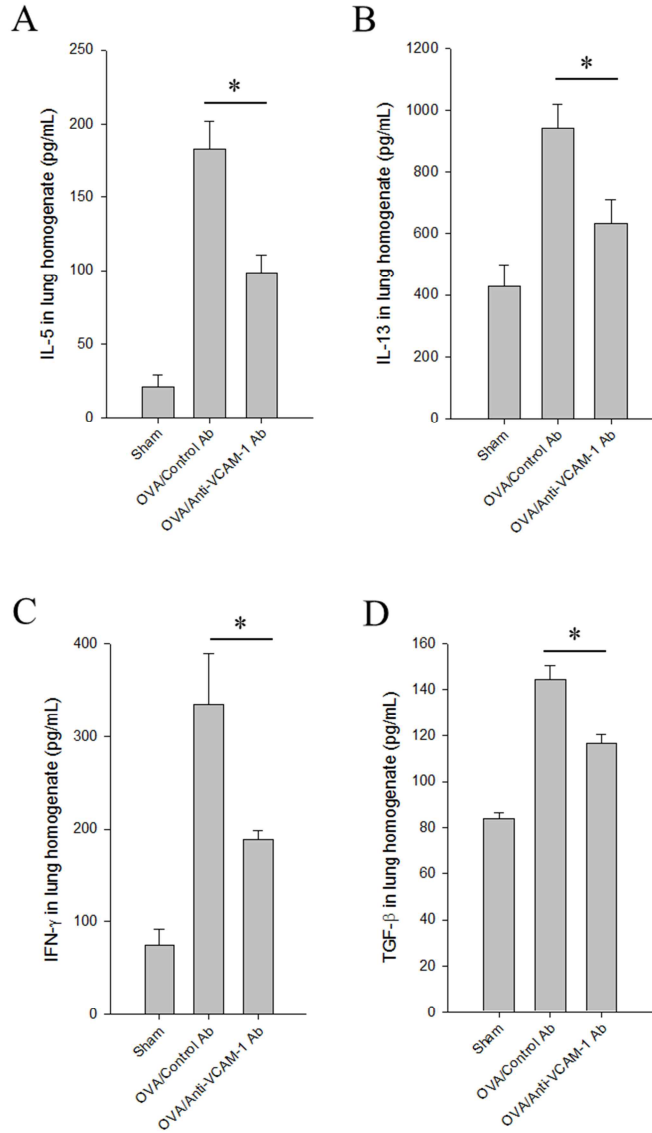 A
IL-5 in lung homogenate (pg/mL)
250
200
150
100
50
0
*
Sham
OVA/Control Ab
OVA/Anti-VCAM-1 Ab
B
IL-13 in lung homogenate (pg/mL)
1200
1000
800
600
400
200
0
*
Sham
OVA/Control Ab
OVA/Anti-VCAM-1 Ab
C
IFN-γ in lung homogenate (pg/mL)
400
300
200
100
0
*
Sham
OVA/Control Ab
OVA/Anti-VCAM-1 Ab
D
TGF-β in lung homogenate (pg/mL)
160
140
120
100
80
60
40
20
0
*
Sham
OVA/Control Ab
OVA/Anti-VCAM-1 Ab